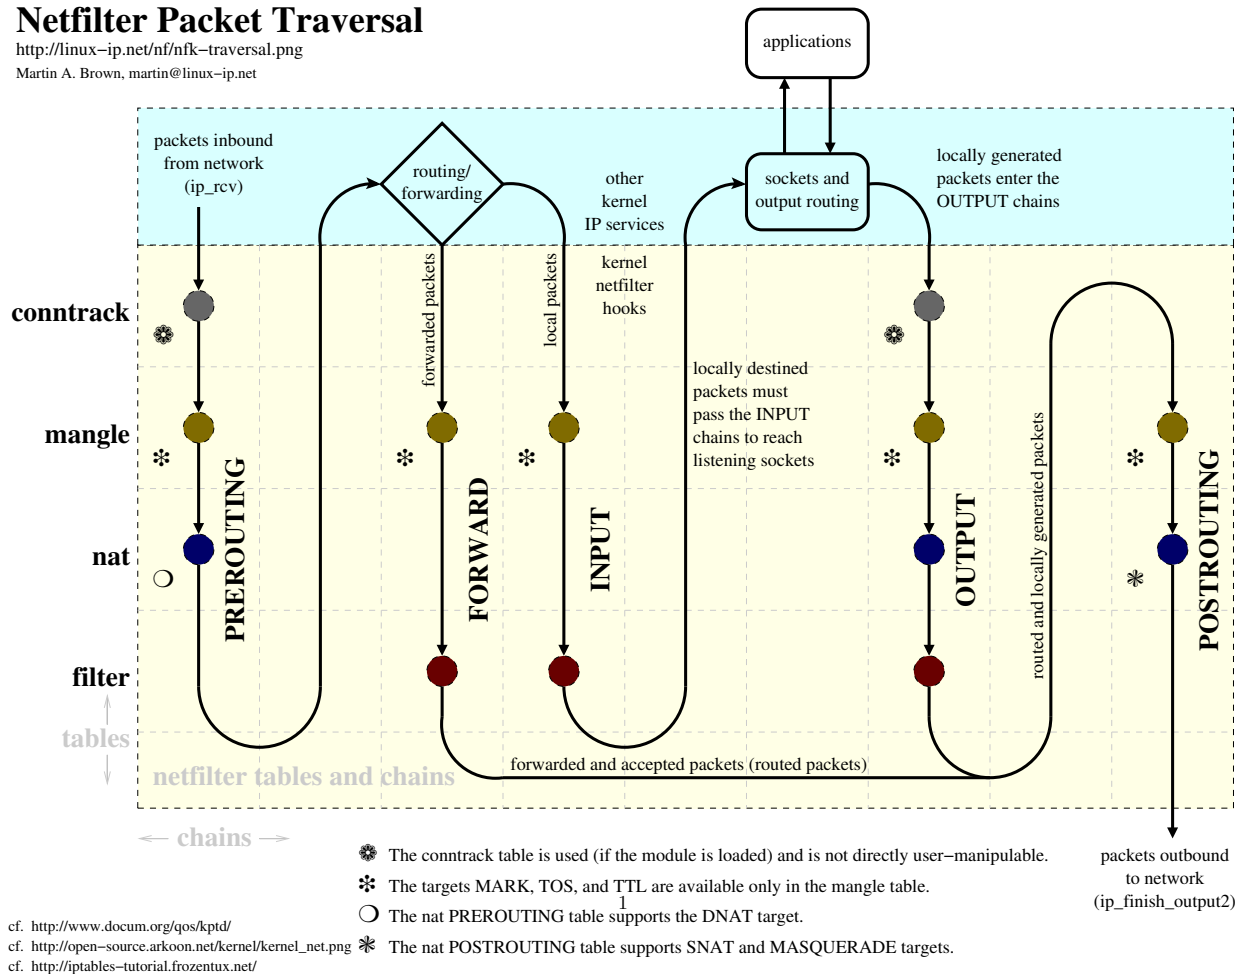 Netfilter Packet Traversal
http://linux−ip.net/nf/nfk−traversal.png
Martin A. Brown, martin@linux−ip.net
applications
packets inbound
from network
(ip_rcv)
routing/
forwarding
other
kernel
IP services
sockets and
output routing
locally generated
packets enter the
OUTPUT chains
kernel
netfilter
hooks
forwarded packets
local packets
conntrack
❁
❁
locally destined
packets must
pass the INPUT
chains to reach
listening sockets
mangle
❇
❇
❇
❇
❇
nat
❍
❃
filter
PREROUTING
FORWARD
INPUT
OUTPUT
routed and locally generated packets
POSTROUTING
tables
netfilter tables and chains
forwarded and accepted packets (routed packets)
chains
❁ The conntrack table is used (if the module is loaded) and is not directly user−manipulable.
❇ The targets MARK, TOS, and TTL are available only in the mangle table.
1
❍ The nat PREROUTING table supports the DNAT target.
❃ The nat POSTROUTING table supports SNAT and MASQUERADE targets.
packets outbound
to network
(ip_finish_output2)
cf. http://www.docum.org/qos/kptd/
cf. http://open−source.arkoon.net/kernel/kernel_net.png
cf. http://iptables−tutorial.frozentux.net/